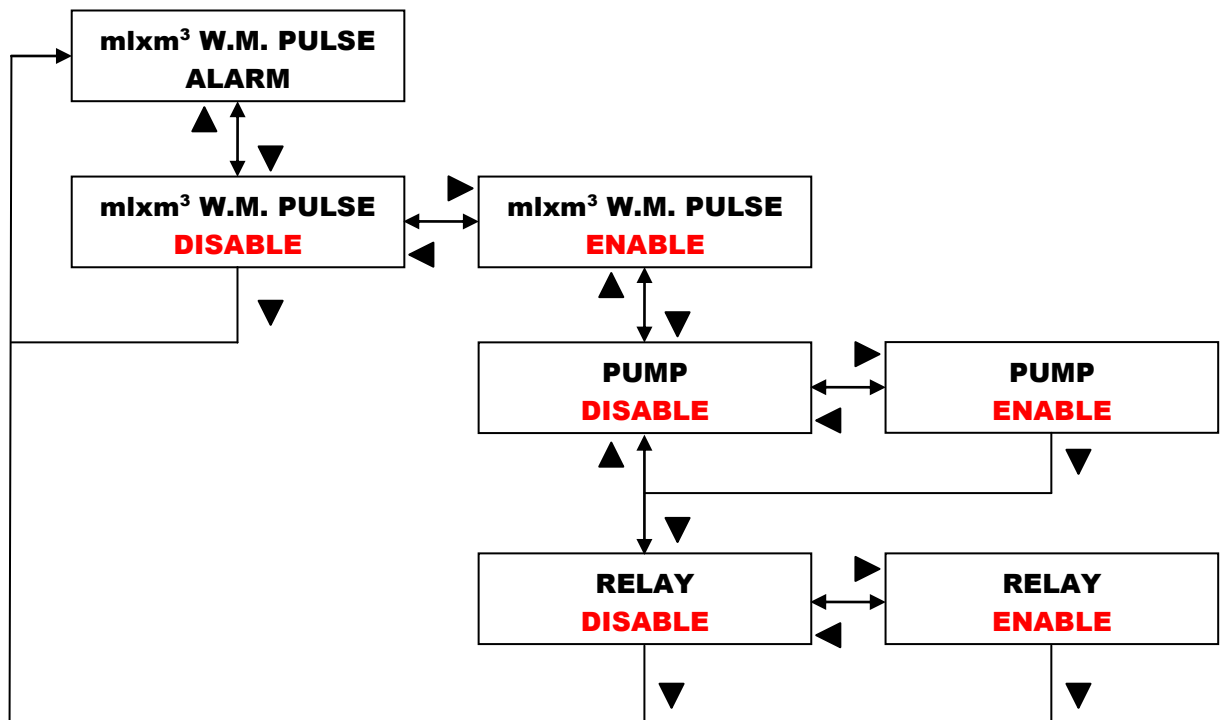 mlxm³ W.M. PULSE
ALARM
mlxm³ W.M. PULSE
DISABLE
mlxm³ W.M. PULSE
ENABLE
PUMP
DISABLE
PUMP
ENABLE
RELAY
DISABLE
RELAY
ENABLE